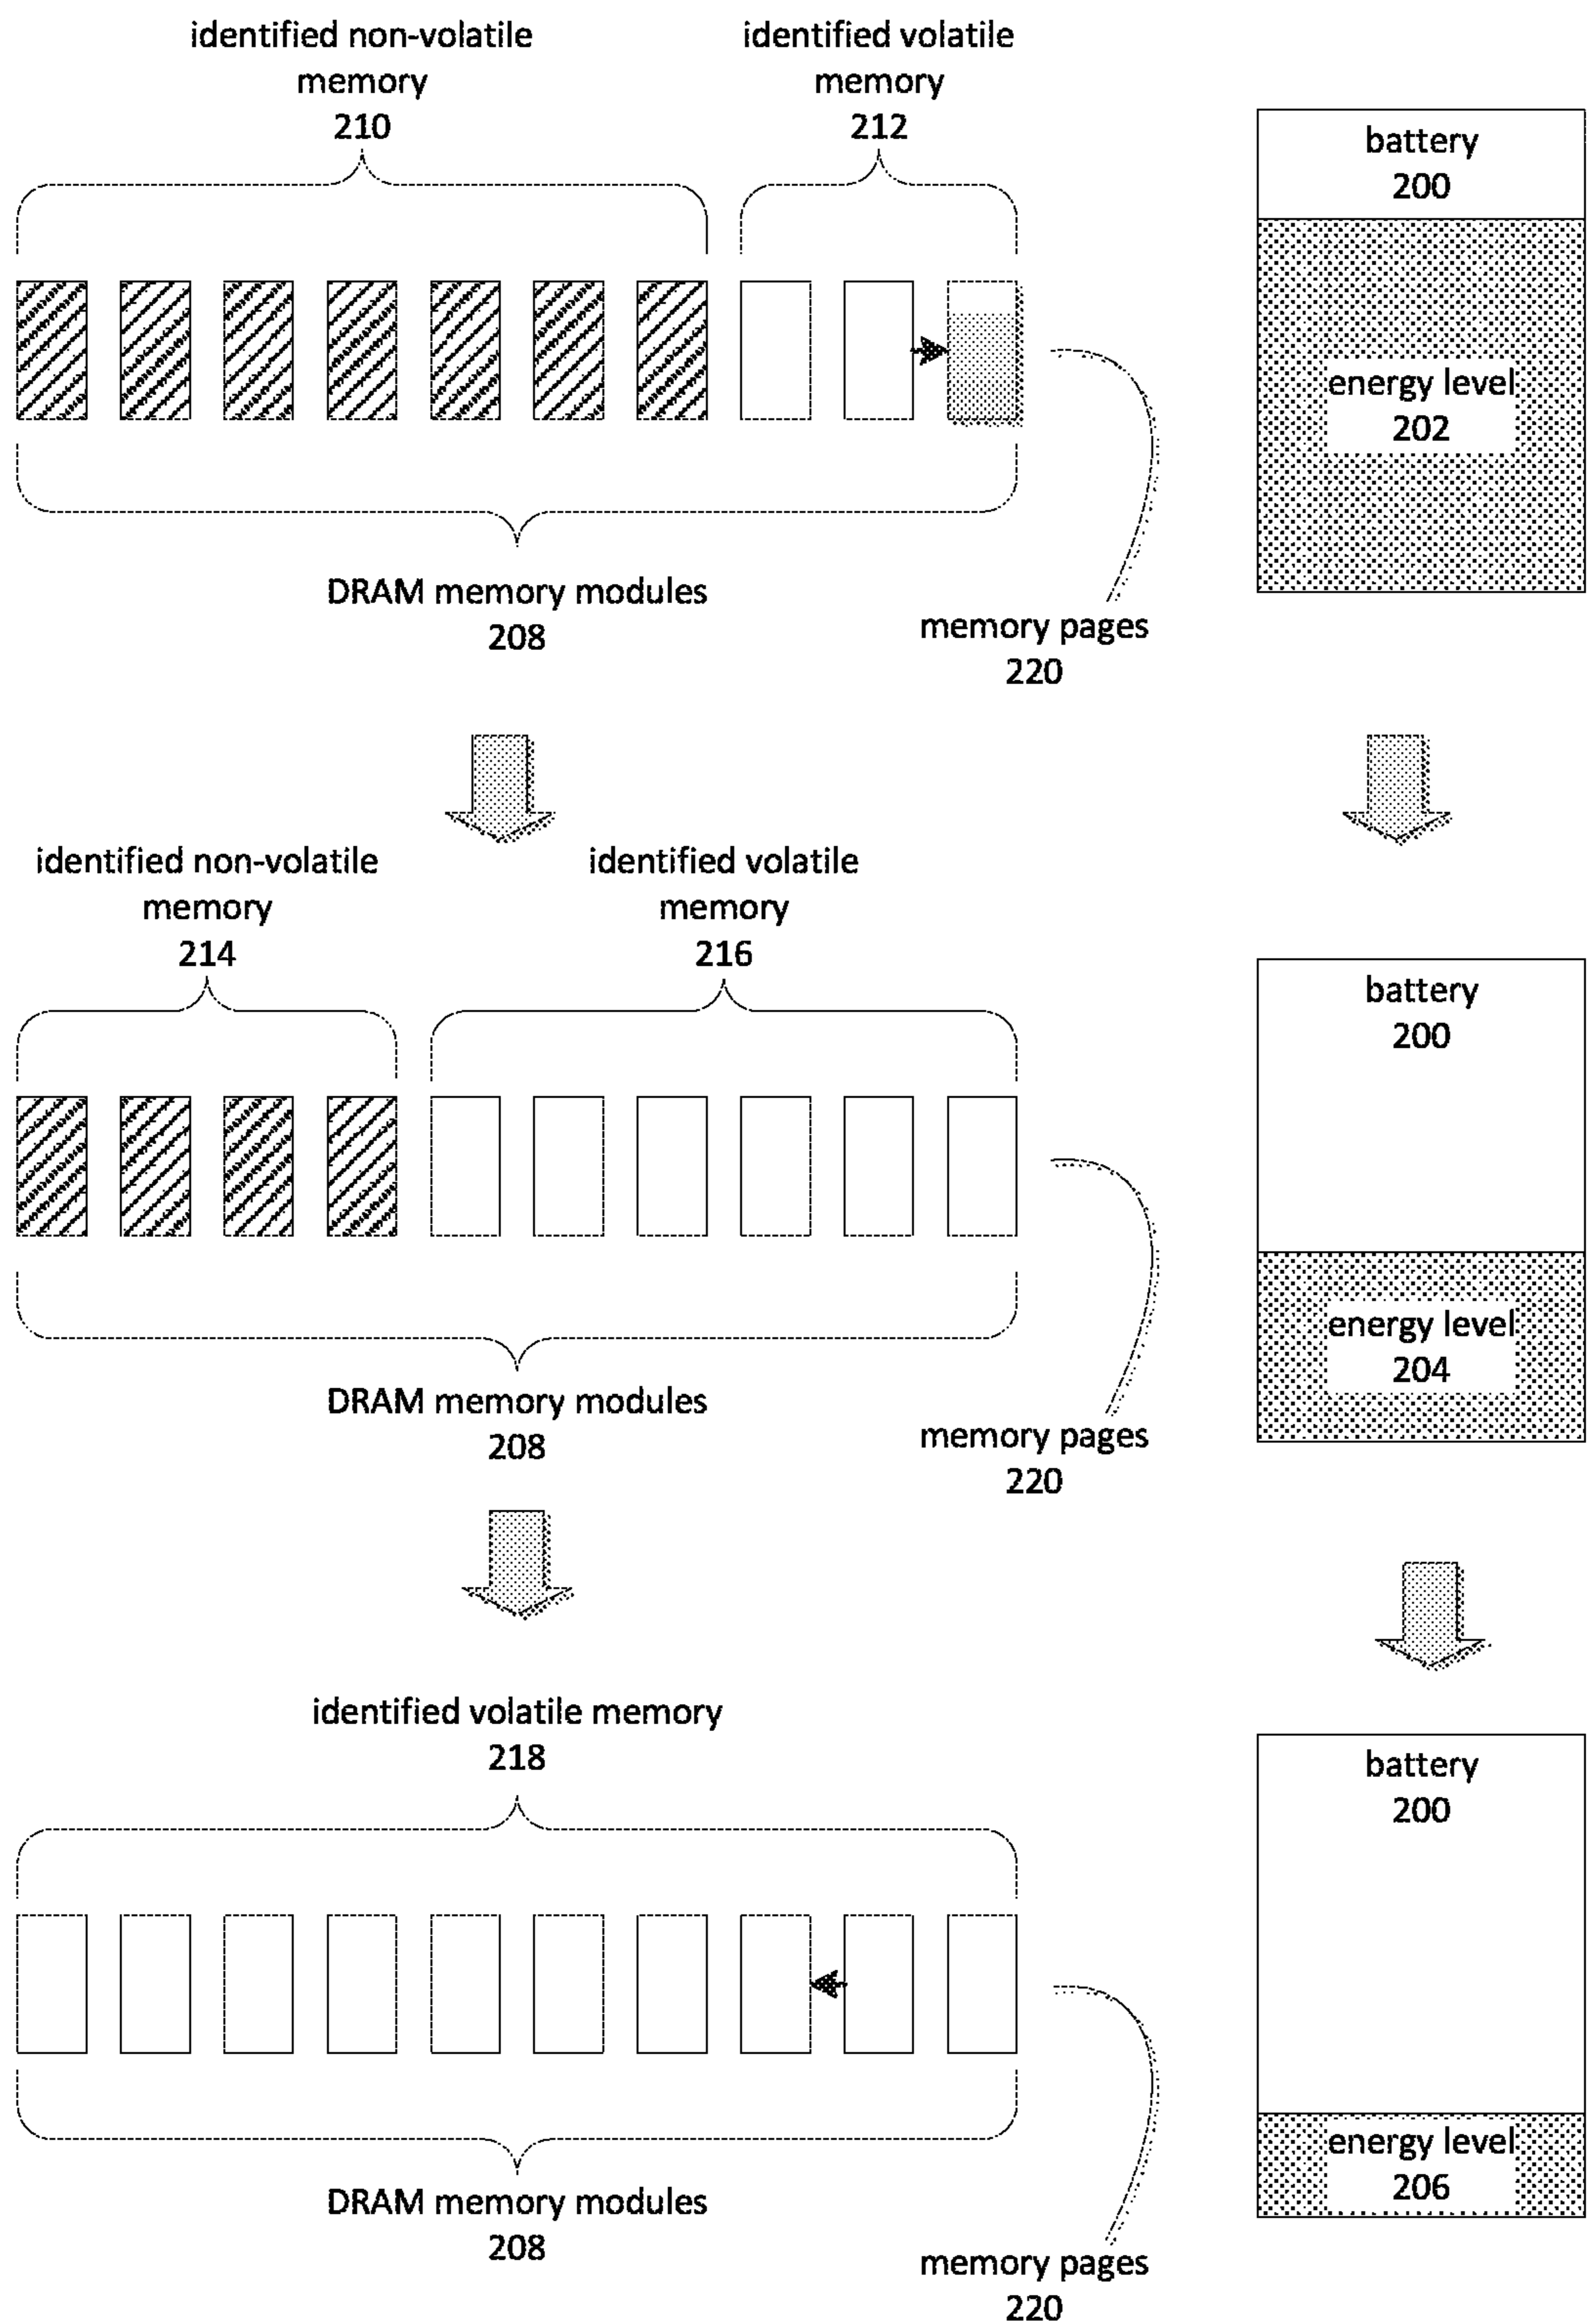 identified non-volatile
memory
210
identified volatile
memory
212
battery
200
energy level
202
DRAM memory modules
208
memory pages
220
identified non-volatile
memory
214
identified volatile
memory
216
battery
200
energy level
204
DRAM memory modules
208
memory pages
220
identified volatile memory
218
battery
200
energy level
206
DRAM memory modules
208
memory pages
220